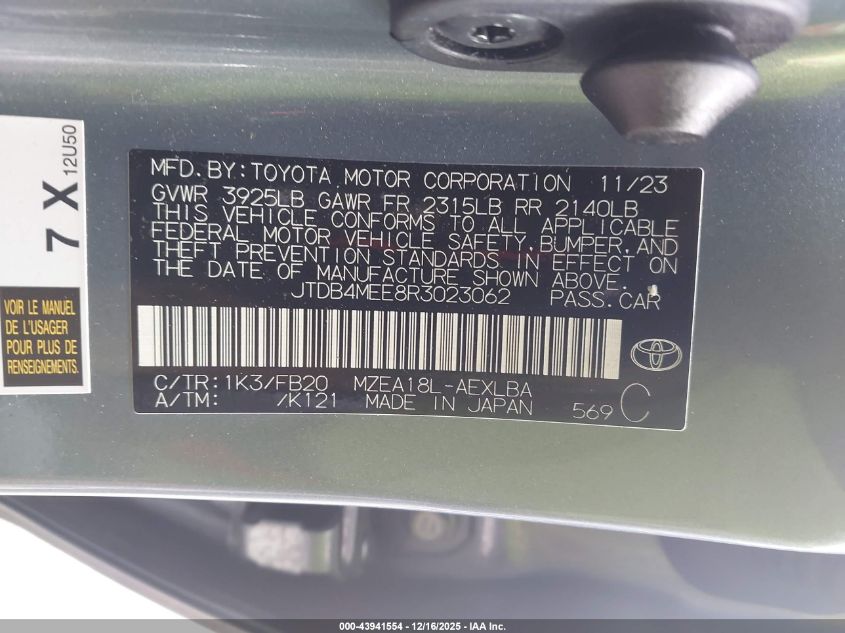 MFD.BY:TOYOTA MOTOR CORPORATION 11/23
GVWR 3925LB GAWR FR 2315LB RR 2140LB
THIS VEHICLE CONFORMS TO ALL APPLICABLE
FEDERAL MOTOR VEHICLE SAFETY,BUMPER,AND
THEFT PREVENTION STANDARDS IN EFFECT ON
THE DATE OF MANUFACTURE SHOWN ABOVE.
JTDB4MEE8R3023062 PASS.CAR
C/TR:1K3/FB20 MZEA18L-AEXLBA
A/TM: /K121 MADE IN JAPAN 569 C
7 X 12U50
VOIR LE MANUEL
DE L'USAGER
POUR PLUS DE
RENSEIGNEMENTS.
000-43941554 - 12/16/2025 - IAA Inc.